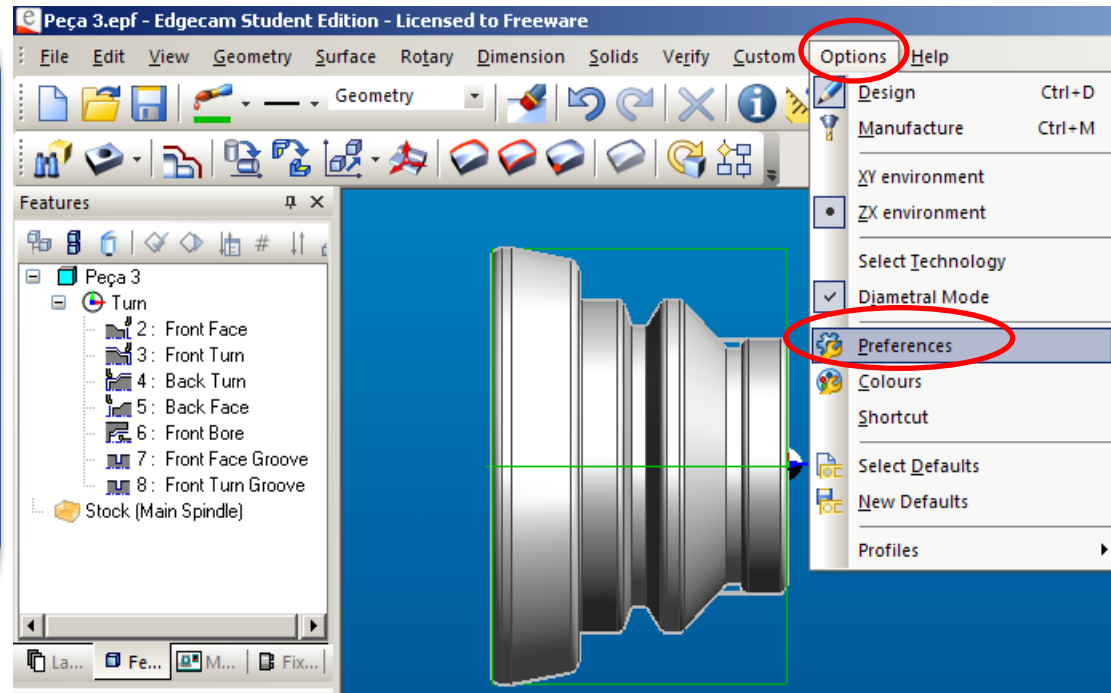 Peça 3.epf - Edgecam Student Edition - Licensed to Freeware
File Edit View Geometry Surface Rotary Dimension Solids Verify Custom Options Help
Geometry
Design Ctrl+D
Manufacture Ctrl+M
XY environment
ZX environment
Select Technology
Diametral Mode
Preferences
Colours
Shortcut
Select Defaults
New Defaults
Profiles
Features
#
Peça 3
Turn
2 : Front Face
3 : Front Turn
4 : Back Turn
5 : Back Face
6 : Front Bore
7 : Front Face Groove
8 : Front Turn Groove
Stock (Main Spindle)
La... Fe... M... Fix...